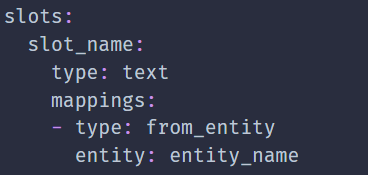 slots:
  slot_name:
    type: text
    mappings:
    - type: from_entity
      entity: entity_name